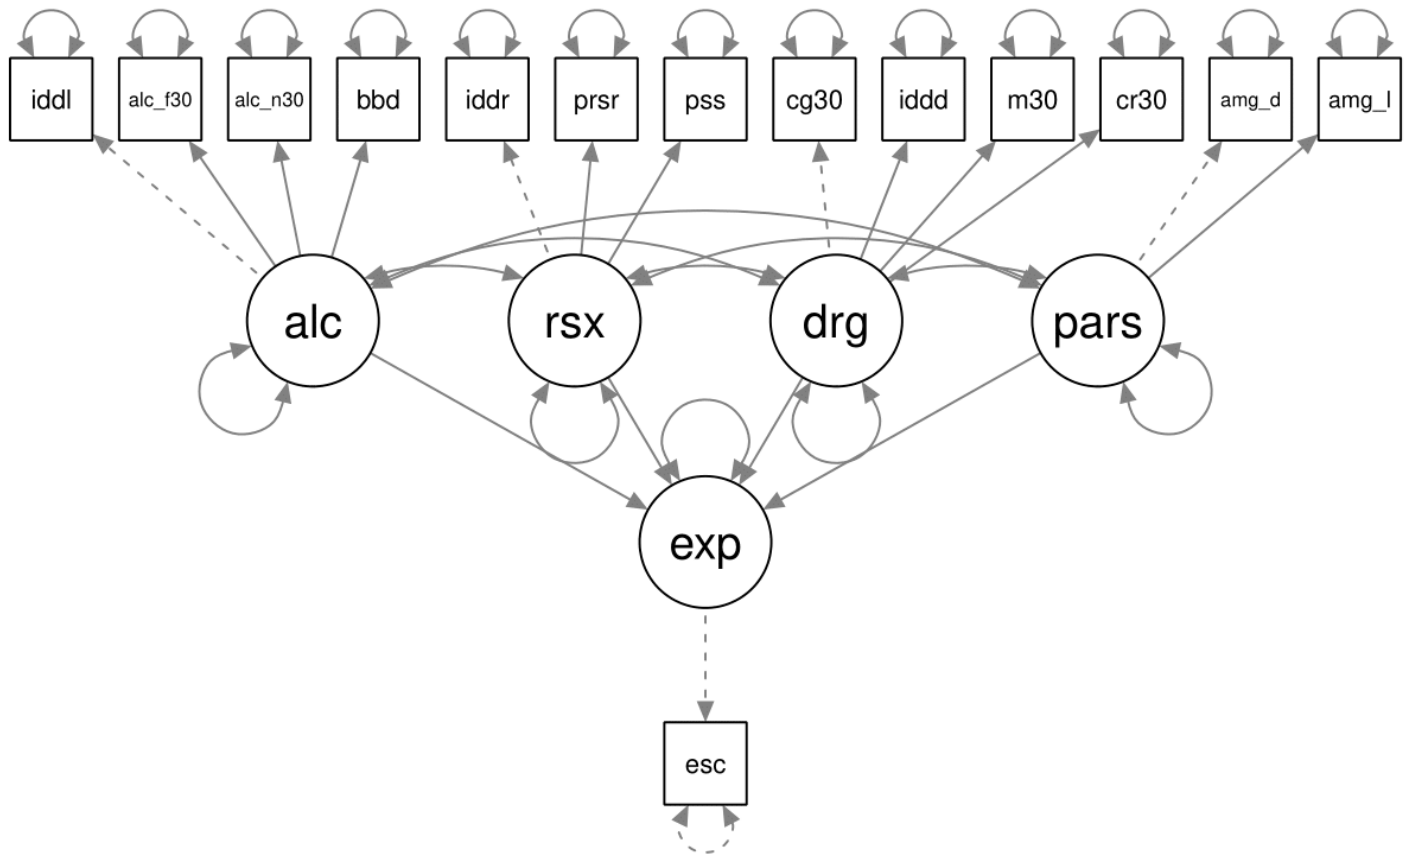 iddl alc_f30 alc_n30 bbd iddr prsr pss cg30 iddd m30 cr30 amg_d amg_l
alc rsx drg pars
exp
esc